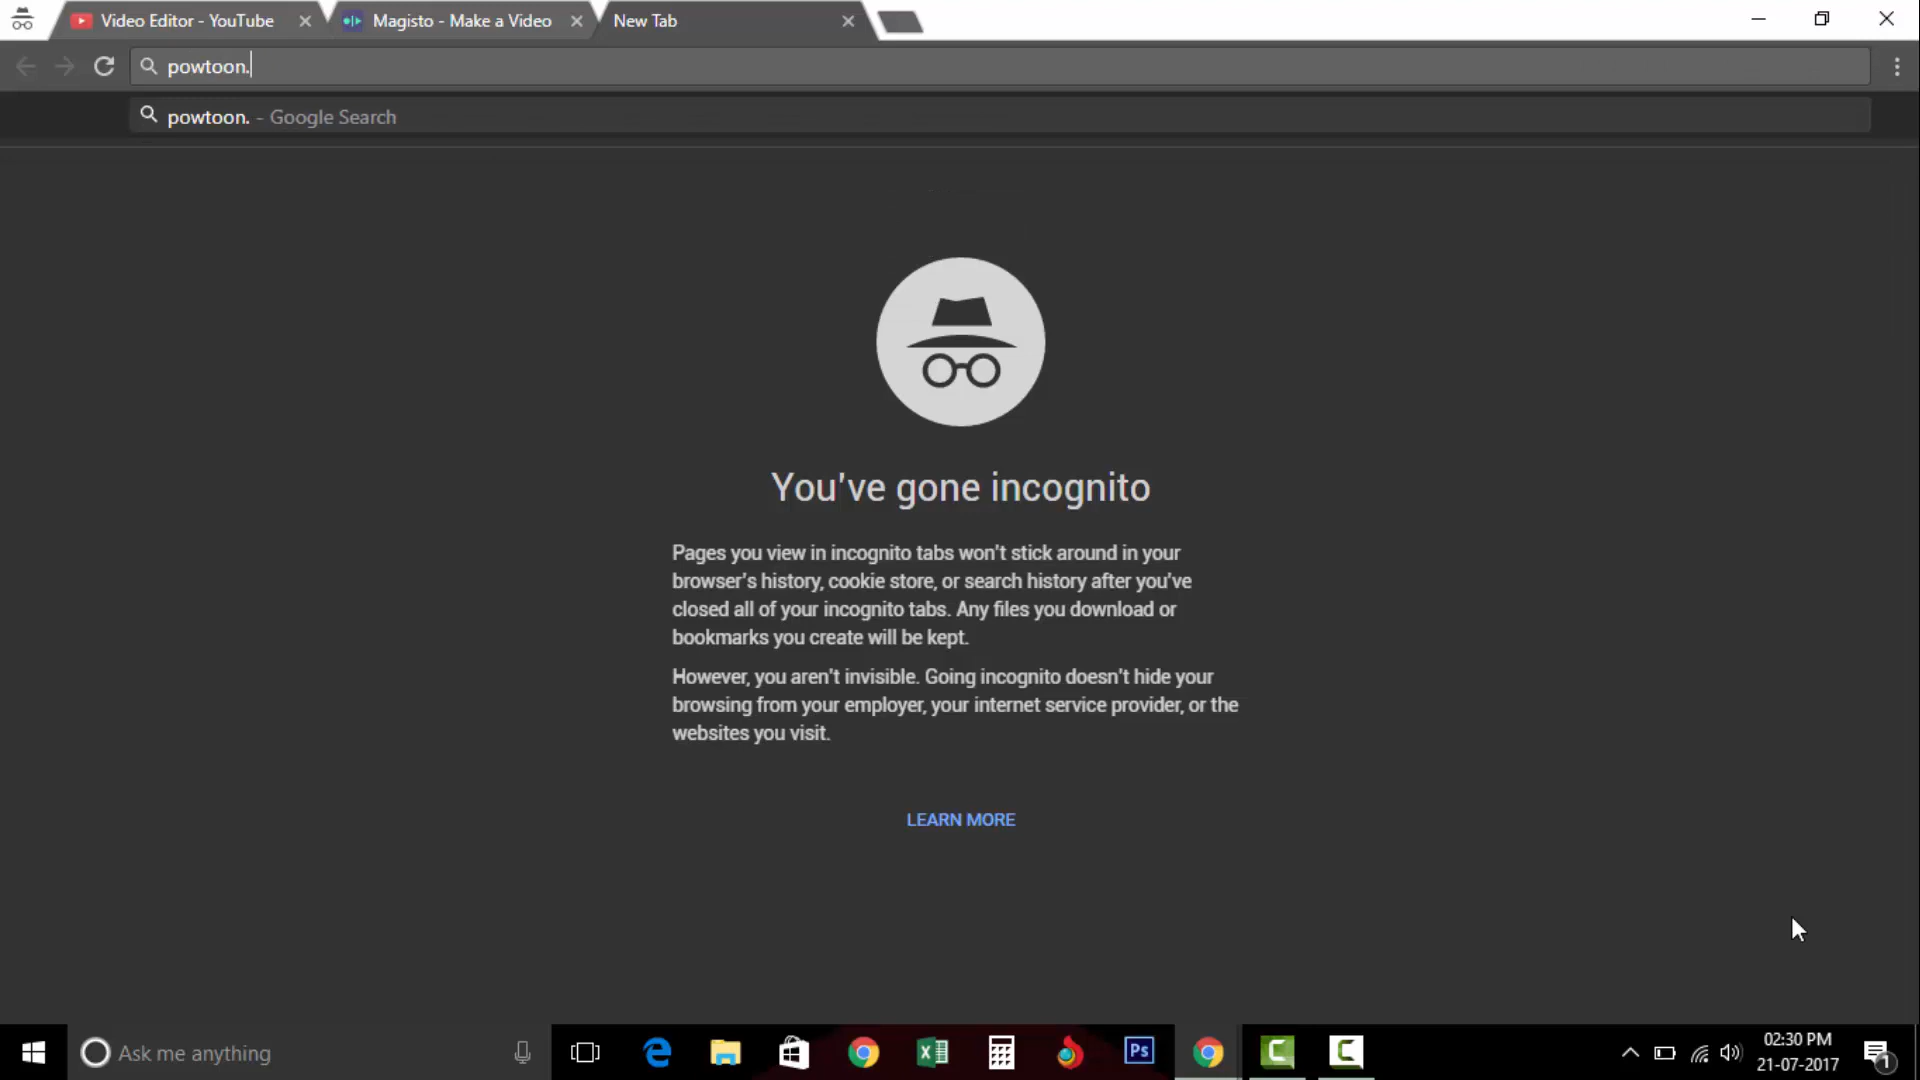 Video Editor - YouTube
Magisto - Make a Video
New Tab
powtoon.
powtoon. - Google Search
You've gone incognito
Pages you view in incognito tabs won't stick around in your
browser's history, cookie store, or search history after you've
closed all of your incognito tabs. Any files you download or
bookmarks you create will be kept.
However, you aren't invisible. Going incognito doesn't hide your
browsing from your employer, your internet service provider, or the
websites you visit.
LEARN MORE
Ask me anything
Ps
02:30 PM
21-07-2017
1